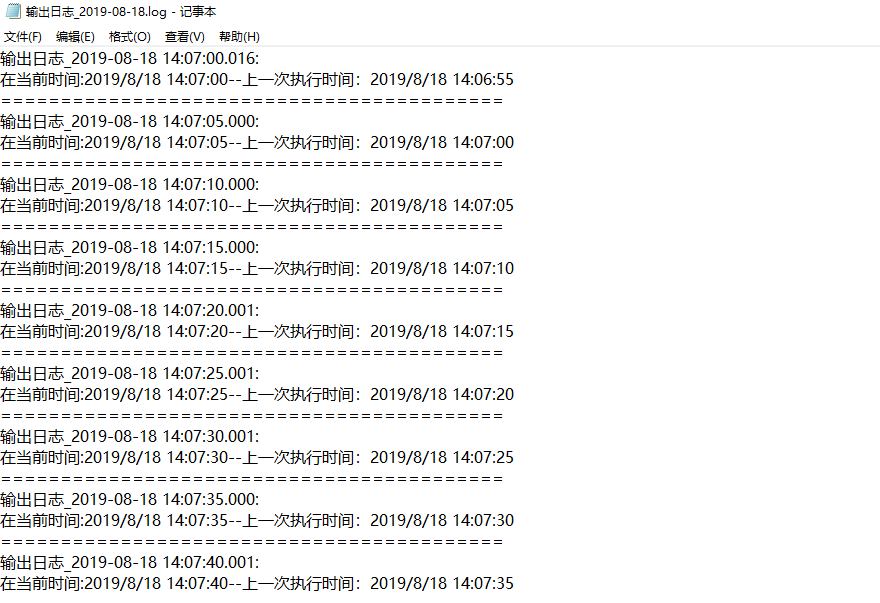 输出日志_2019-08-18.log - 记事本
文件(F) 编辑(E) 格式(O) 查看(V) 帮助(H)
输出日志_2019-08-18 14:07:00.016:
在当前时间:2019/8/18 14:07:00--上一次执行时间：2019/8/18 14:06:55
==========================================
输出日志_2019-08-18 14:07:05.000:
在当前时间:2019/8/18 14:07:05--上一次执行时间：2019/8/18 14:07:00
==========================================
输出日志_2019-08-18 14:07:10.000:
在当前时间:2019/8/18 14:07:10--上一次执行时间：2019/8/18 14:07:05
==========================================
输出日志_2019-08-18 14:07:15.000:
在当前时间:2019/8/18 14:07:15--上一次执行时间：2019/8/18 14:07:10
==========================================
输出日志_2019-08-18 14:07:20.001:
在当前时间:2019/8/18 14:07:20--上一次执行时间：2019/8/18 14:07:15
==========================================
输出日志_2019-08-18 14:07:25.001:
在当前时间:2019/8/18 14:07:25--上一次执行时间：2019/8/18 14:07:20
==========================================
输出日志_2019-08-18 14:07:30.001:
在当前时间:2019/8/18 14:07:30--上一次执行时间：2019/8/18 14:07:25
==========================================
输出日志_2019-08-18 14:07:35.000:
在当前时间:2019/8/18 14:07:35--上一次执行时间：2019/8/18 14:07:30
==========================================
输出日志_2019-08-18 14:07:40.001:
在当前时间:2019/8/18 14:07:40--上一次执行时间：2019/8/18 14:07:35